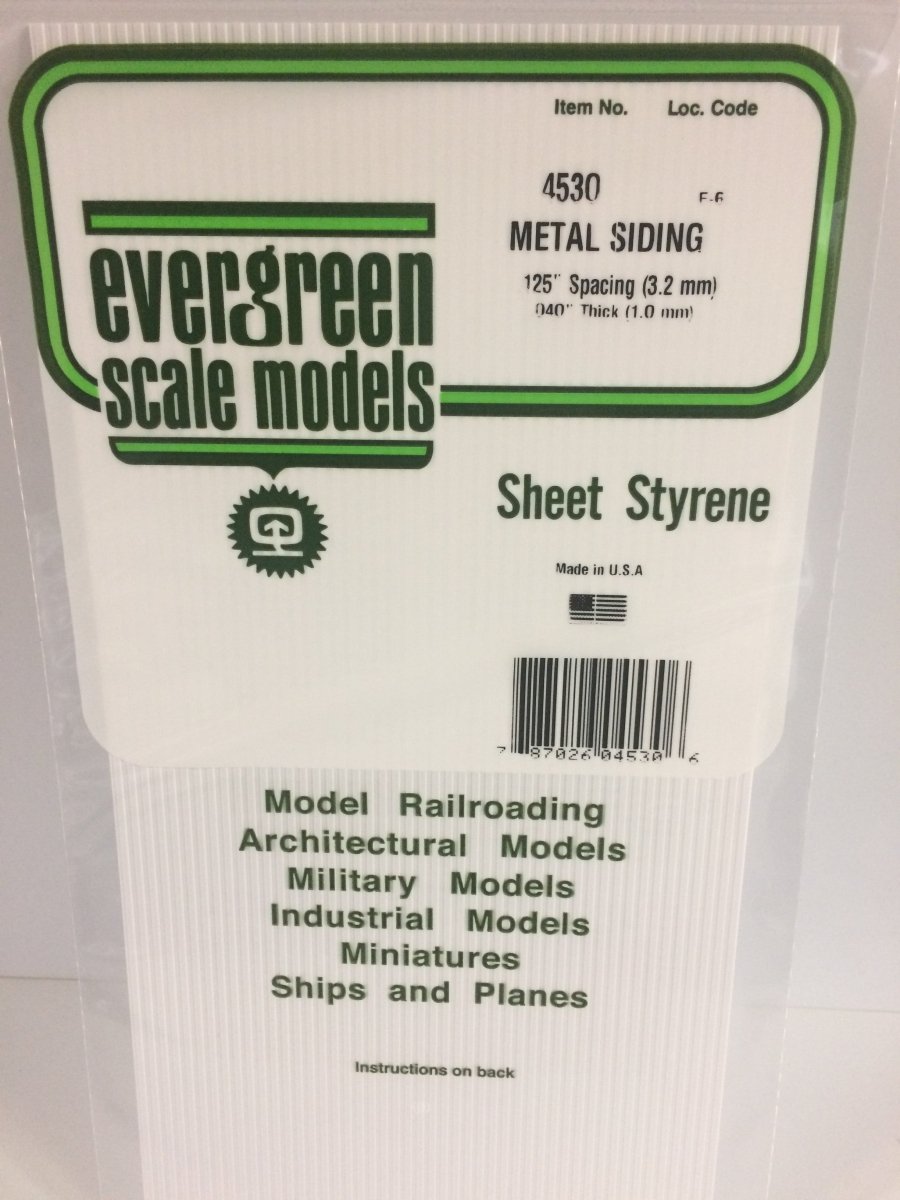 Item No. Loc. Code
4530 F-6
METAL SIDING
125" Spacing (3.2 mm)
040" Thick (1.0 mm)
evergreen
scale models
Sheet Styrene
Made in U.S.A
7 87026 04530 6
Model Railroading
Architectural Models
Military Models
Industrial Models
Miniatures
Ships and Planes
Instructions on back